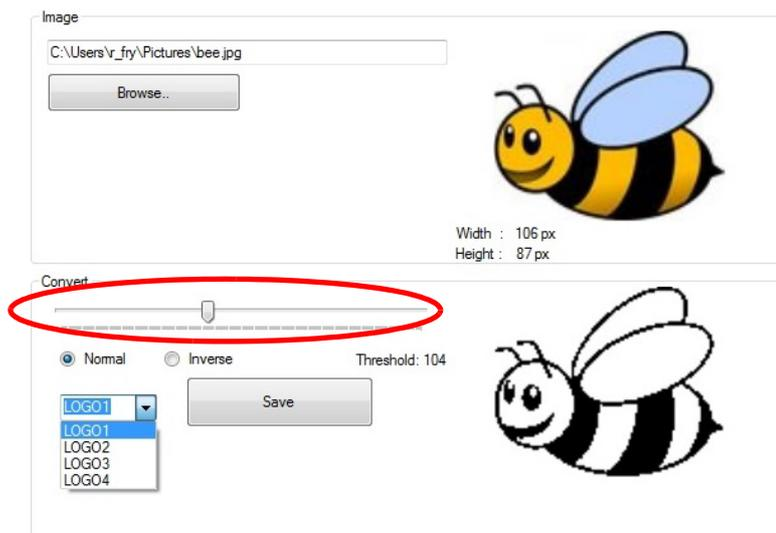 Image
C:\Users\r_fry\Pictures\bee.jpg
Browse..
Width : 106 px
Height : 87 px
Convert
Normal Inverse Threshold: 104
LOGO1 Save
LOGO1
LOGO2
LOGO3
LOGO4